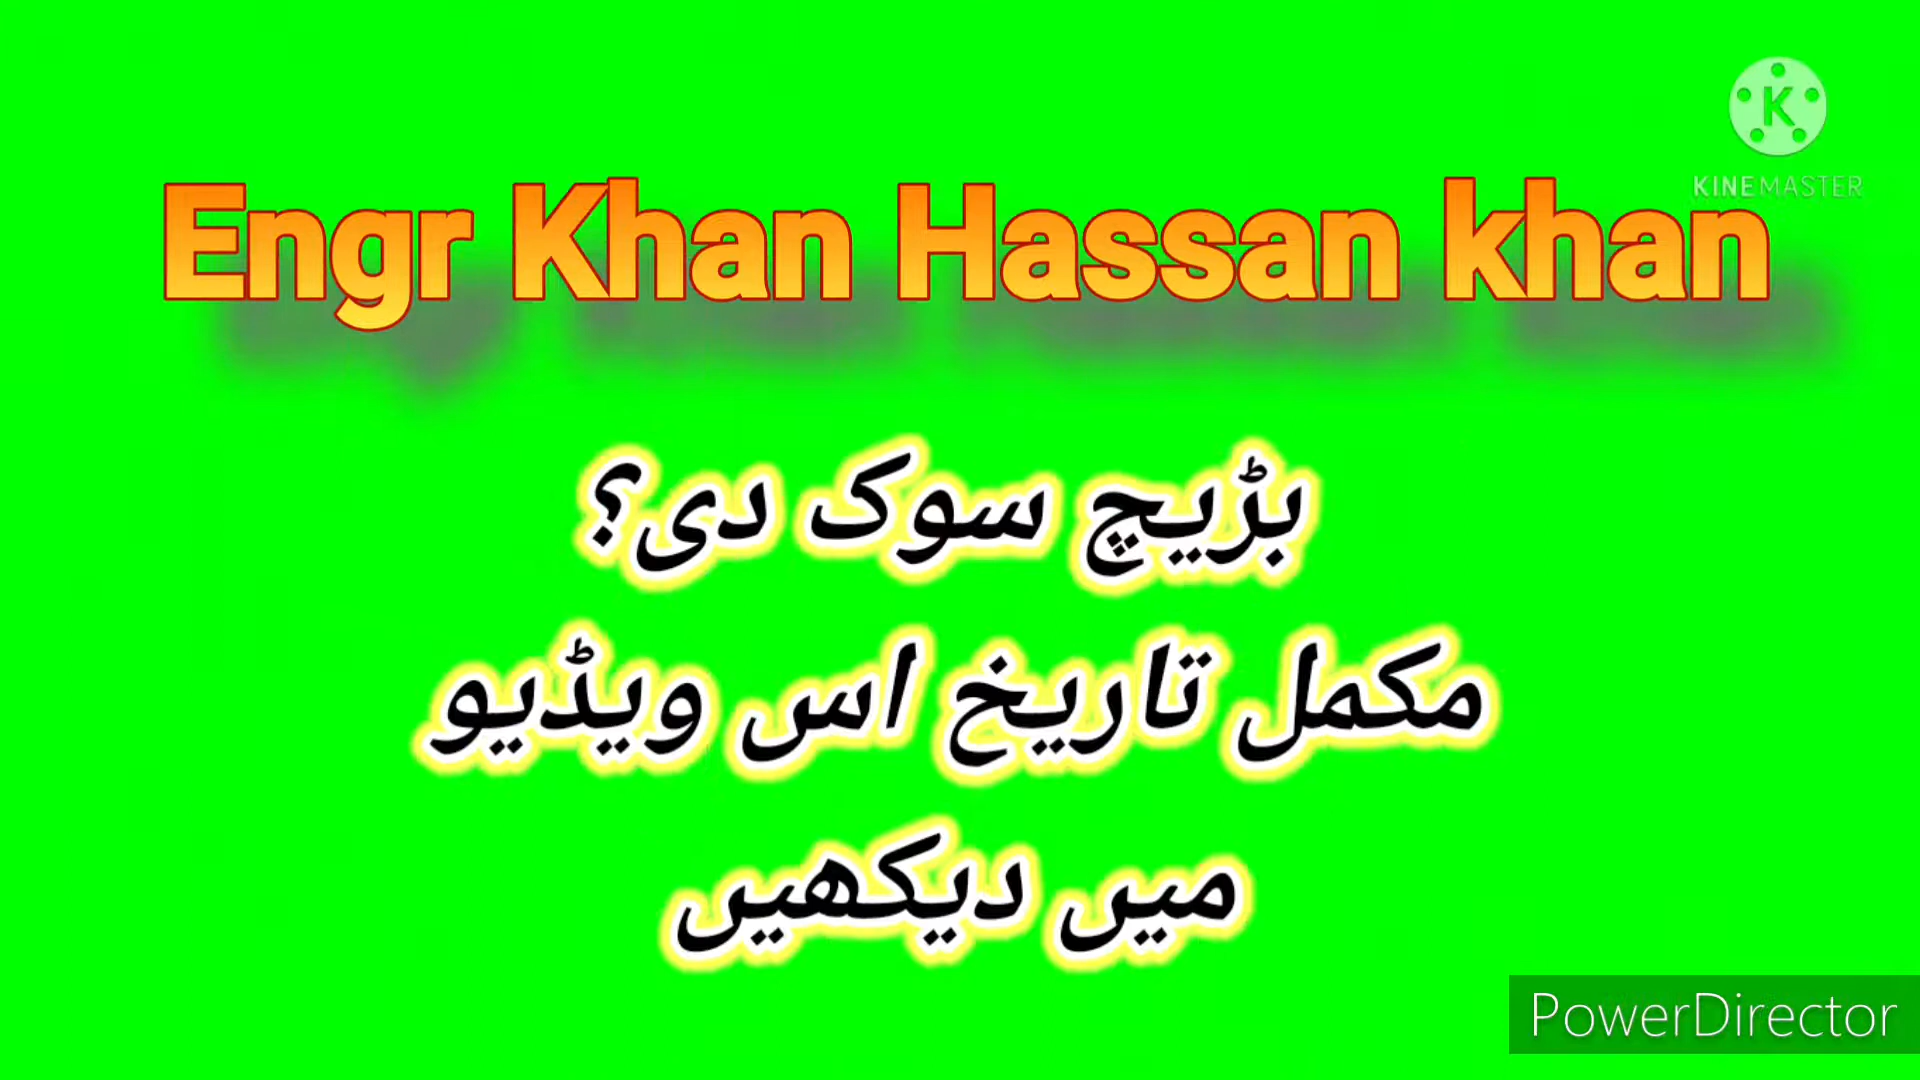 KINEMASTER
Engr Khan Hassan khan
بڑیچ سوک دی؟
مکمل تاریخ اس ویڈیو
میں دیکھیں
PowerDirector